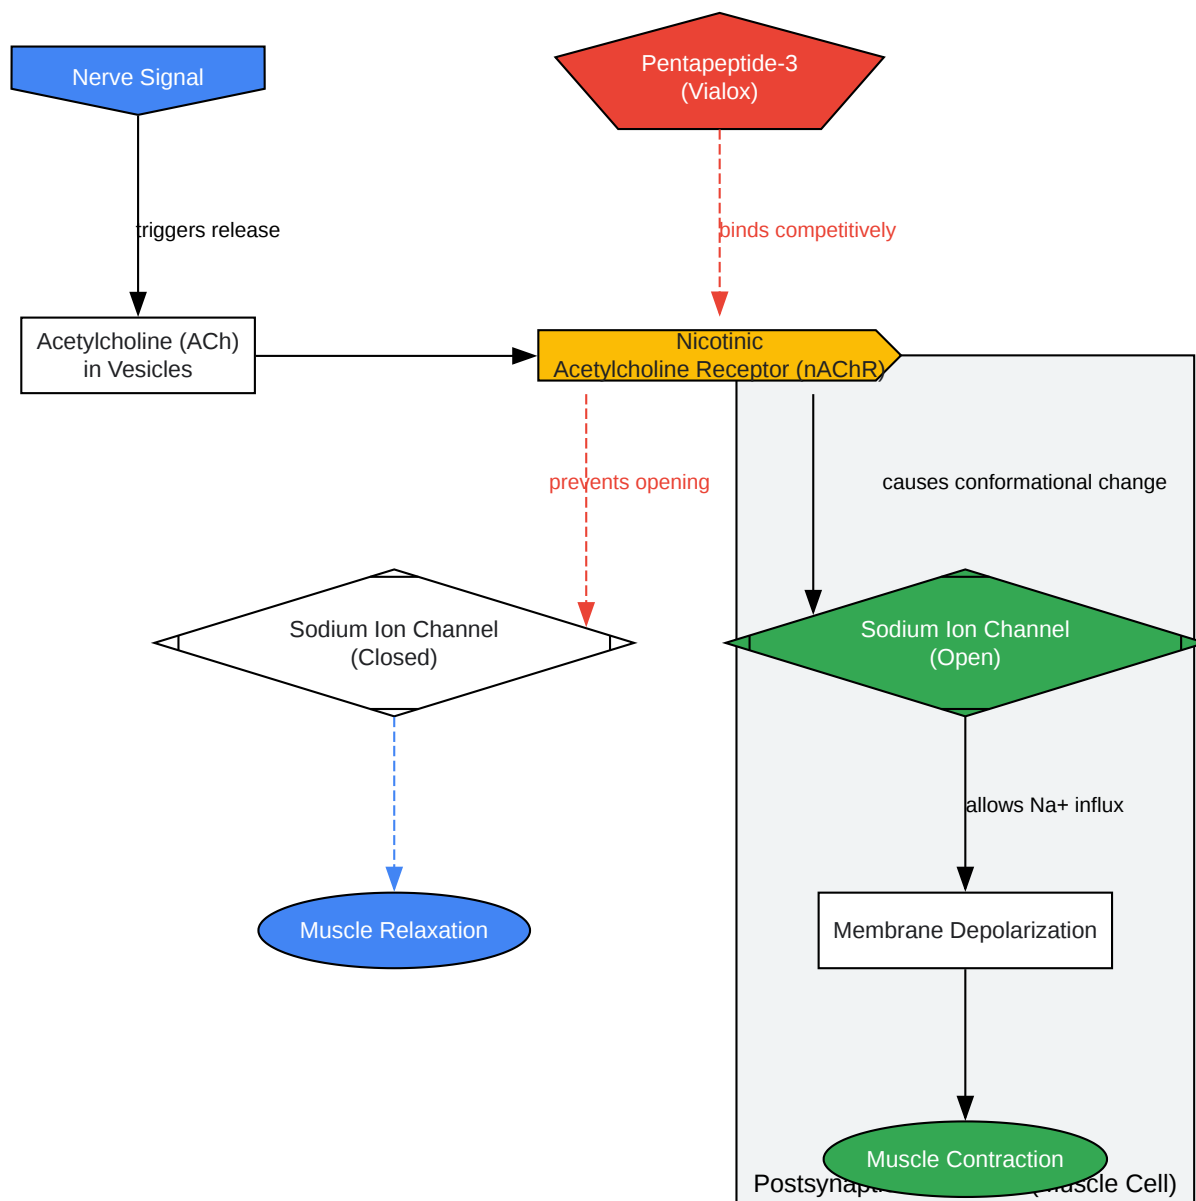 Nerve Signal
Pentapeptide-3
(Vialox)
triggers release
binds competitively
Acetylcholine (ACh)
in Vesicles
Nicotinic
Acetylcholine Receptor (nAChR)
prevents opening
causes conformational change
Sodium Ion Channel
(Closed)
Sodium Ion Channel
(Open)
allows Na+ influx
Muscle Relaxation
Membrane Depolarization
Muscle Contraction
Cell)